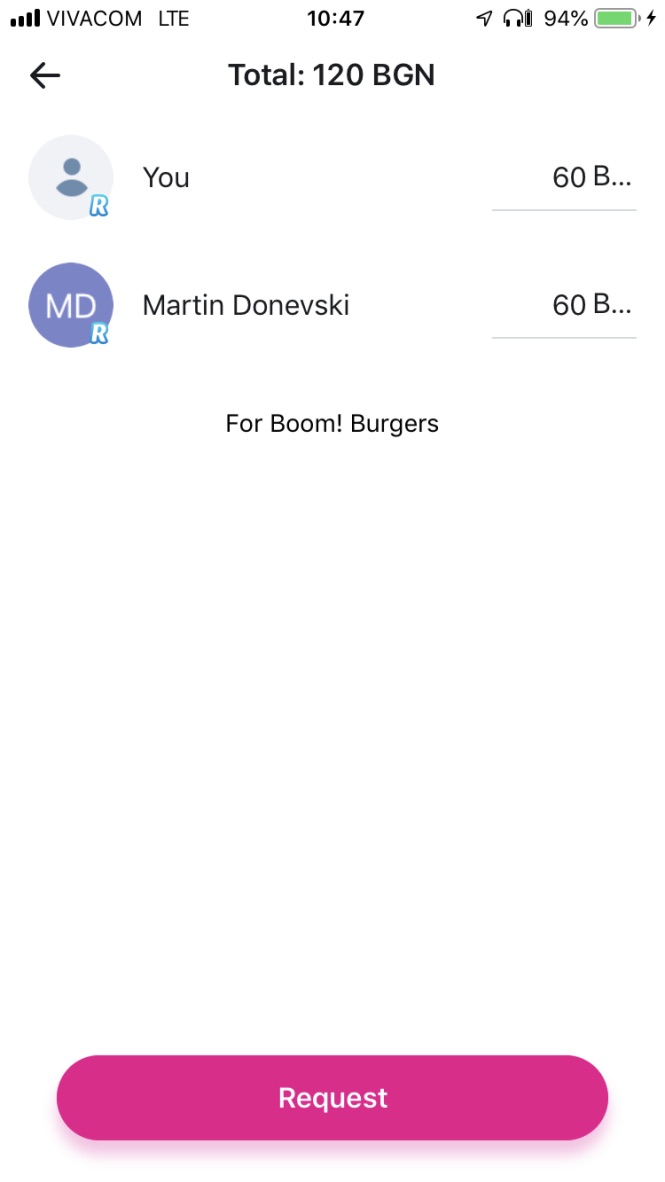 VIVACOM LTE 10:47 94%
Total: 120 BGN
You 60 B...
R
MD Martin Donevski 60 B...
R
For Boom! Burgers
Request